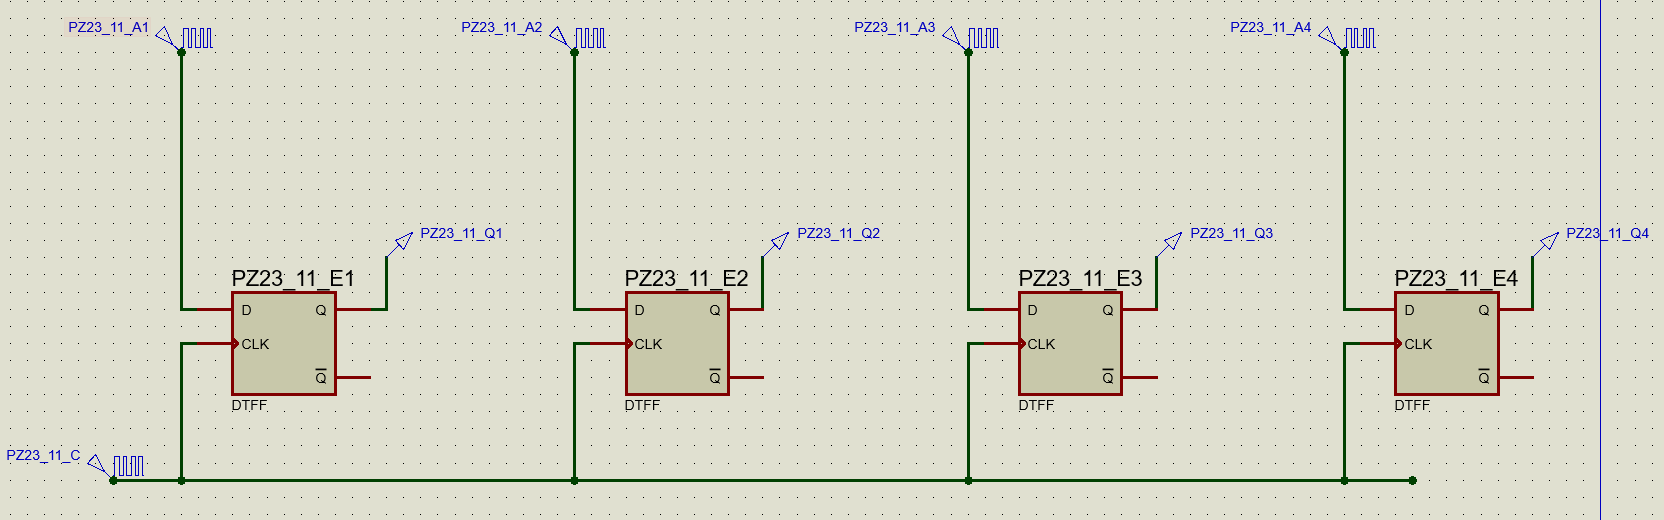 PZ23_11_A1
PZ23_11_A2
PZ23_11_A3
PZ23_11_A4
PZ23_11_Q1
PZ23_11_Q2
PZ23_11_Q3
PZ23_11_Q4
PZ23_11_E1
PZ23_11_E2
PZ23_11_E3
PZ23_11_E4
D Q
D Q
D Q
D Q
CLK
CLK
CLK
CLK
Q̅
Q̅
Q̅
Q̅
DTFF
DTFF
DTFF
DTFF
PZ23_11_C